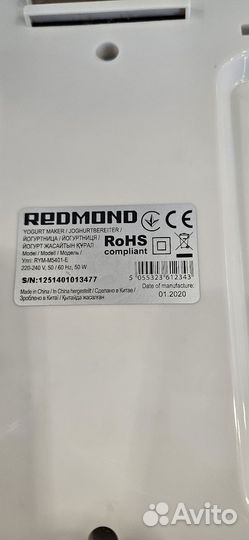 REDMOND
YOGURT MAKER / JOGHURTBEREITER /
ЙОГУРТНИЦА / ЙОГУРТНИЦЯ /
ЙОГУРТ ЖАСАЙТЫН ҚҰРАЛ
Model / Modell / Модель /
Үлгі: RYM-M5401-E
220-240 V, 50 / 60 Hz, 50 W
CE
RoHS
compliant
S/N:1251401013477
5 055323 612343
Made in China / In China hergestellt / Сделано в Китае /
Зроблено в Китаї / Қытайда жасалған
Date of manufacture:
01.2020
Avito